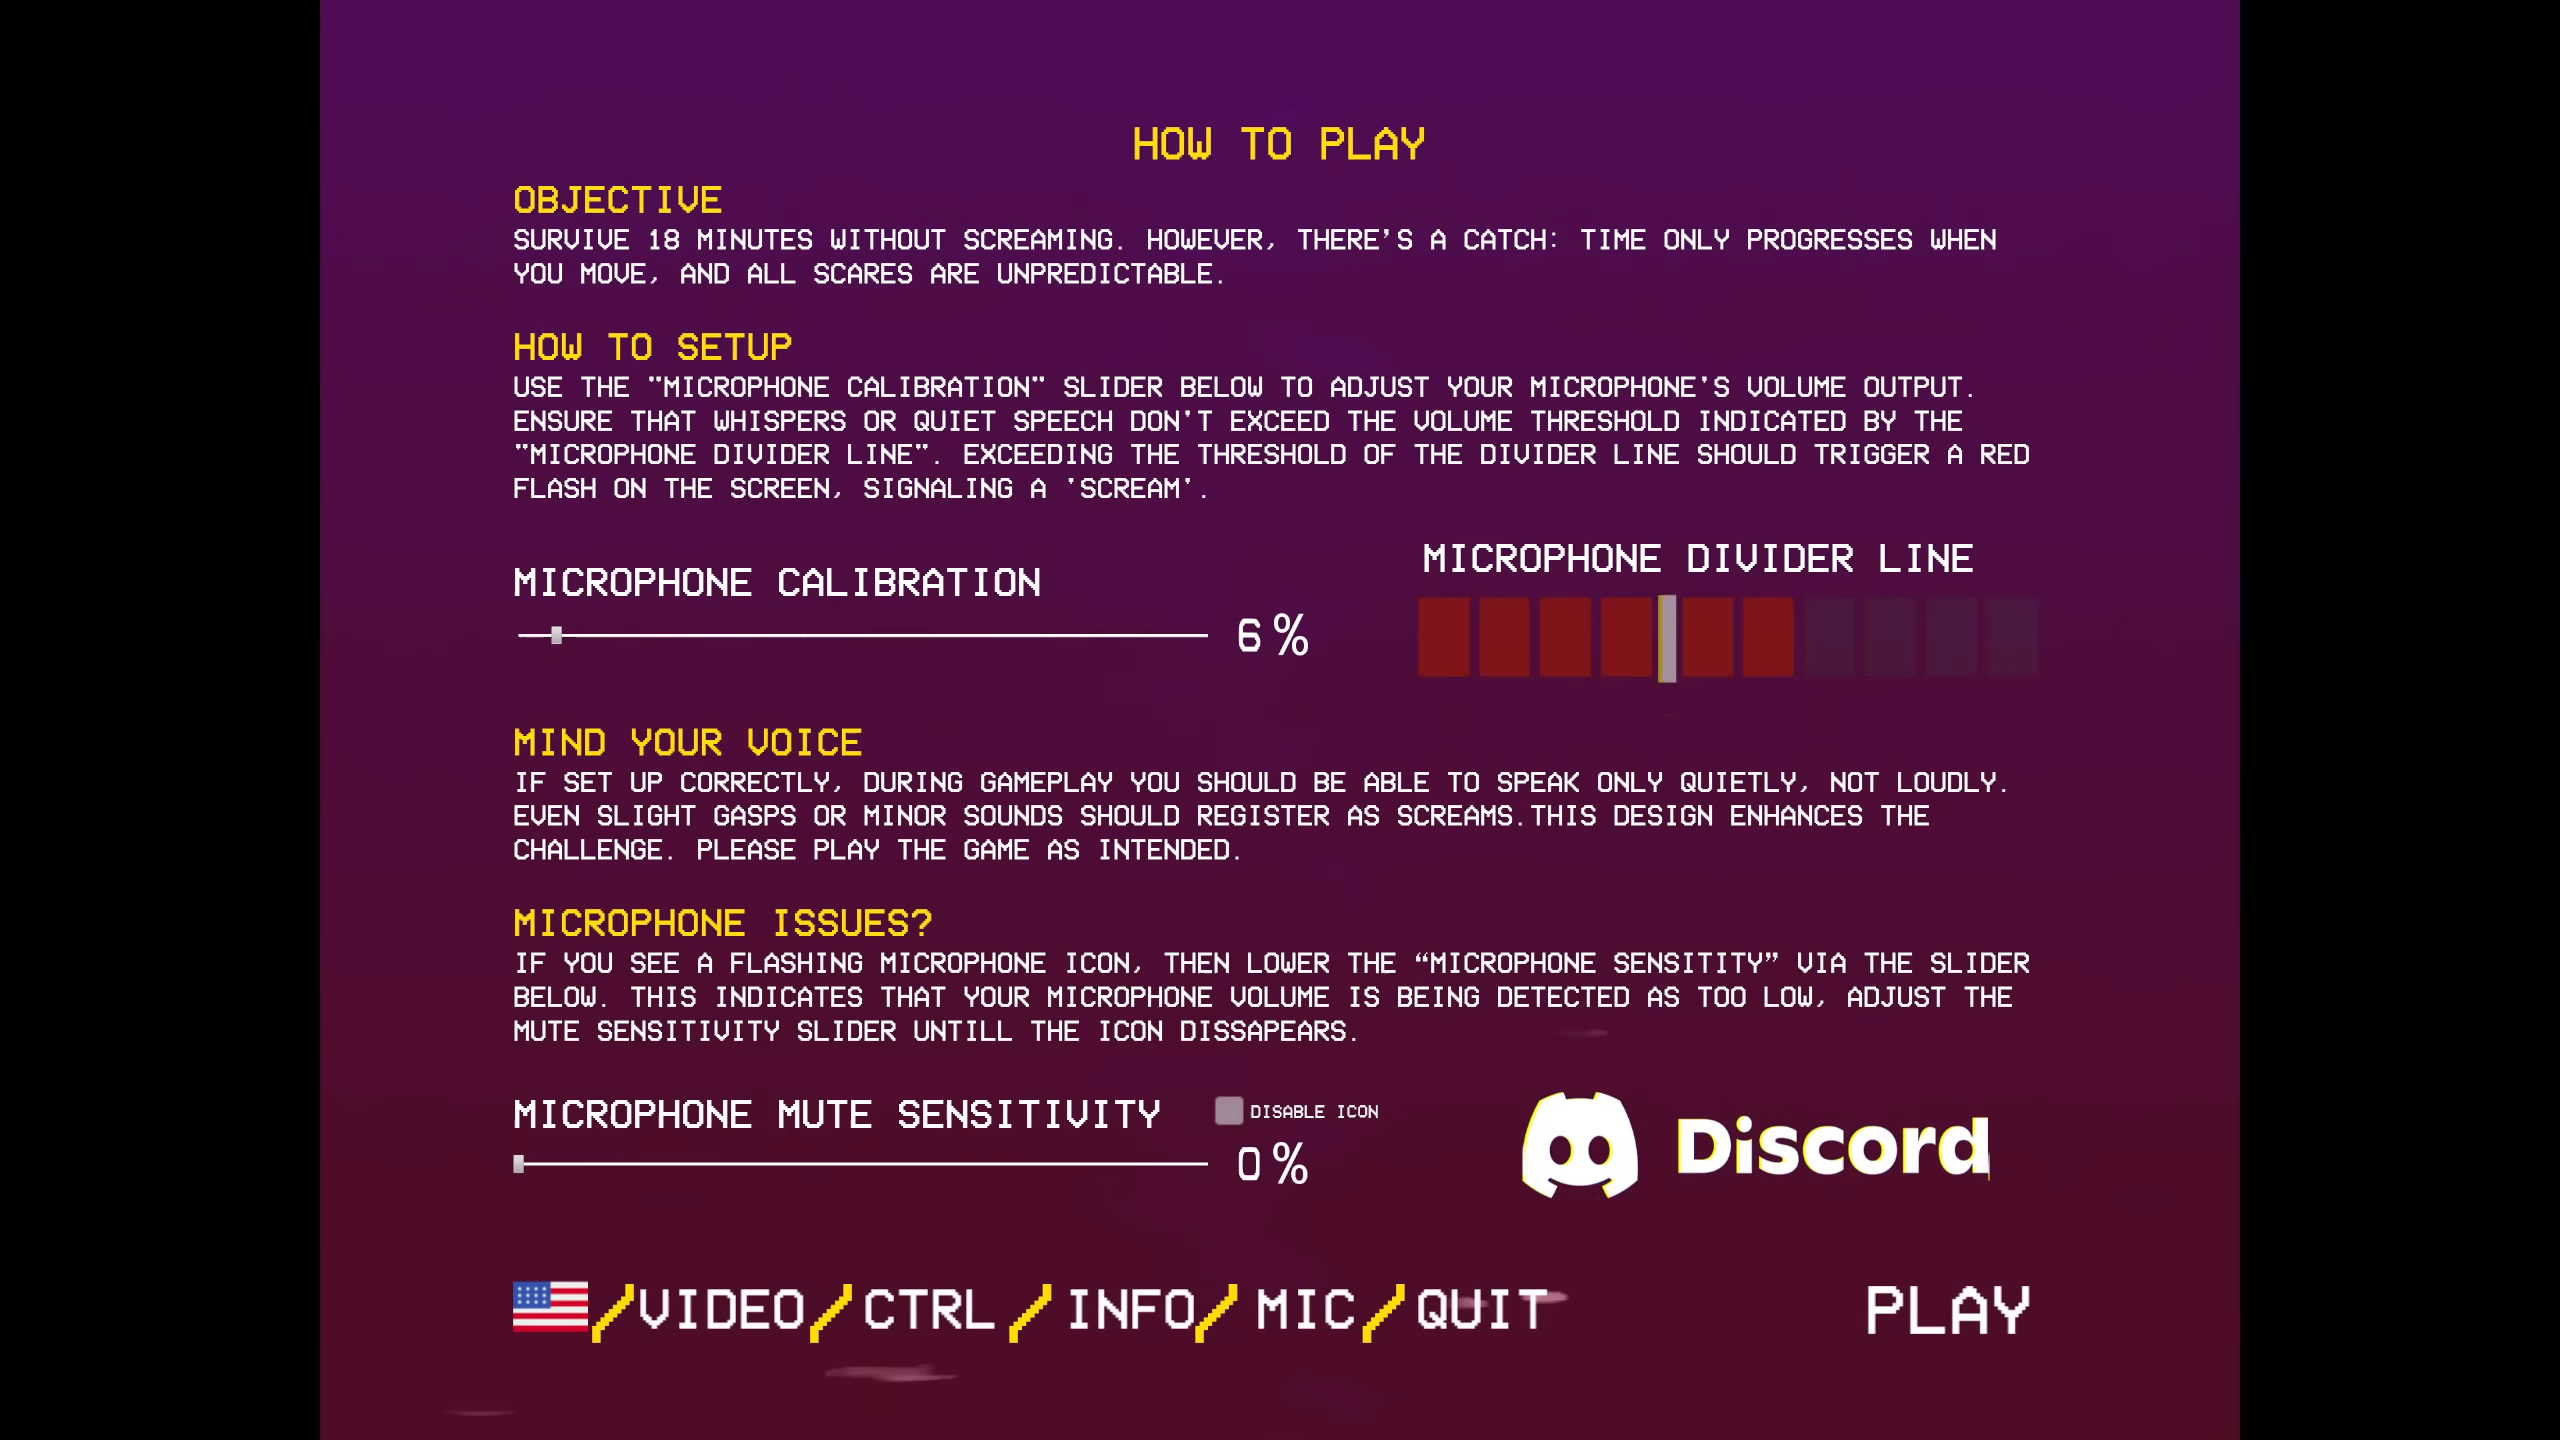 HOW TO PLAY
OBJECTIVE
SURVIVE 18 MINUTES WITHOUT SCREAMING. HOWEVER, THERE'S A CATCH: TIME ONLY PROGRESSES WHEN
YOU MOVE, AND ALL SCARES ARE UNPREDICTABLE.
HOW TO SETUP
USE THE "MICROPHONE CALIBRATION" SLIDER BELOW TO ADJUST YOUR MICROPHONE'S VOLUME OUTPUT.
ENSURE THAT WHISPERS OR QUIET SPEECH DON'T EXCEED THE VOLUME THRESHOLD INDICATED BY THE
"MICROPHONE DIVIDER LINE". EXCEEDING THE THRESHOLD OF THE DIVIDER LINE SHOULD TRIGGER A RED
FLASH ON THE SCREEN, SIGNALING A 'SCREAM'.
MICROPHONE CALIBRATION
6%
MICROPHONE DIVIDER LINE
MIND YOUR VOICE
IF SET UP CORRECTLY, DURING GAMEPLAY YOU SHOULD BE ABLE TO SPEAK ONLY QUIETLY, NOT LOUDLY.
EVEN SLIGHT GASPS OR MINOR SOUNDS SHOULD REGISTER AS SCREAMS.THIS DESIGN ENHANCES THE
CHALLENGE. PLEASE PLAY THE GAME AS INTENDED.
MICROPHONE ISSUES?
IF YOU SEE A FLASHING MICROPHONE ICON, THEN LOWER THE “MICROPHONE SENSITITY” VIA THE SLIDER
BELOW. THIS INDICATES THAT YOUR MICROPHONE VOLUME IS BEING DETECTED AS TOO LOW, ADJUST THE
MUTE SENSITIVITY SLIDER UNTILL THE ICON DISSAPEARS.
MICROPHONE MUTE SENSITIVITY
DISABLE ICON
0%
Discord
/VIDEO/CTRL/INFO/MIC/QUIT
PLAY